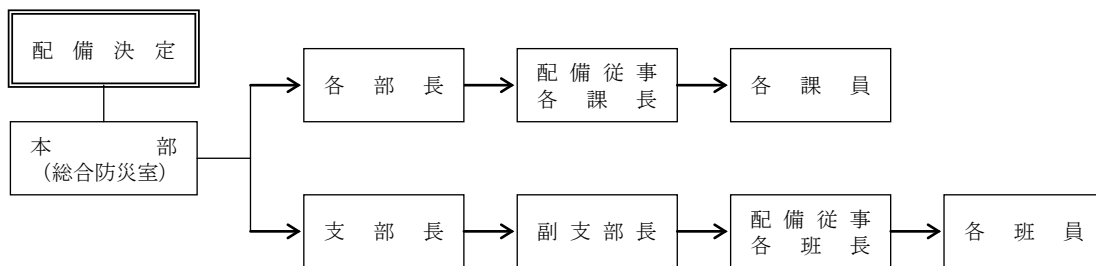 配備決定
各部長
配備従事
各課長
各課員
本部
(総合防災室)
支部長
副支部長
配備従事
各班長
各班員